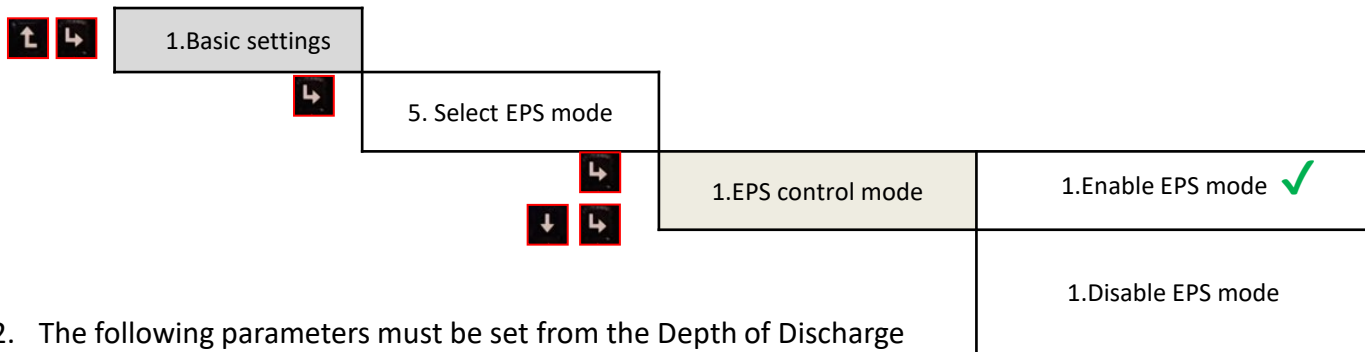 1.Basic settings
5. Select EPS mode
1.EPS control mode
1.Enable EPS mode
1.Disable EPS mode
2. The following parameters must be set from the Depth of Discharge